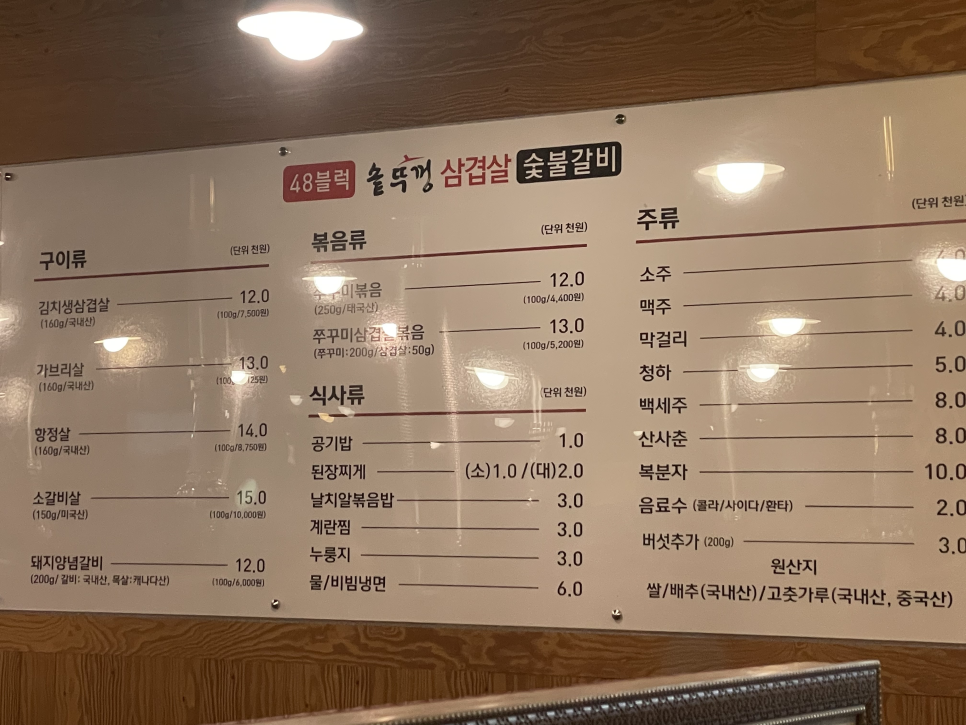 48블럭 솥뚜껑 삼겹살 숯불갈비
구이류 (단위 천원)
김치생삼겹살 12.0
(160g/국내산) (100g/7,500원)
가브리살 13.0
(160g/국내산)
항정살 14.0
(160g/국내산) (100g/8,750원)
소갈비살 15.0
(150g/미국산) (100g/10,000원)
돼지양념갈비 12.0
(200g/ 갈비: 국내산, 목살:캐나다산) (100g/6,000원)
볶음류 (단위 천원)
쭈꾸미볶음 12.0
(250g/태국산) (100g/4,400원)
쭈꾸미삼겹살볶음 13.0
(쭈꾸미:200g/삼겹살:50g) (100g/5,200원)
식사류 (단위 천원)
공기밥 1.0
된장찌게 (소)1.0 /(대)2.0
날치알볶음밥 3.0
계란찜 3.0
누룽지 3.0
물/비빔냉면 6.0
주류 (단위 천원)
소주 4.0
맥주 4.0
막걸리 4.0
청하 5.0
백세주 8.0
산사춘 8.0
복분자 10.0
음료수 (콜라/사이다/환타) 2.0
버섯추가 (200g) 3.0
원산지
쌀/배추(국내산)/고춧가루(국내산, 중국산)